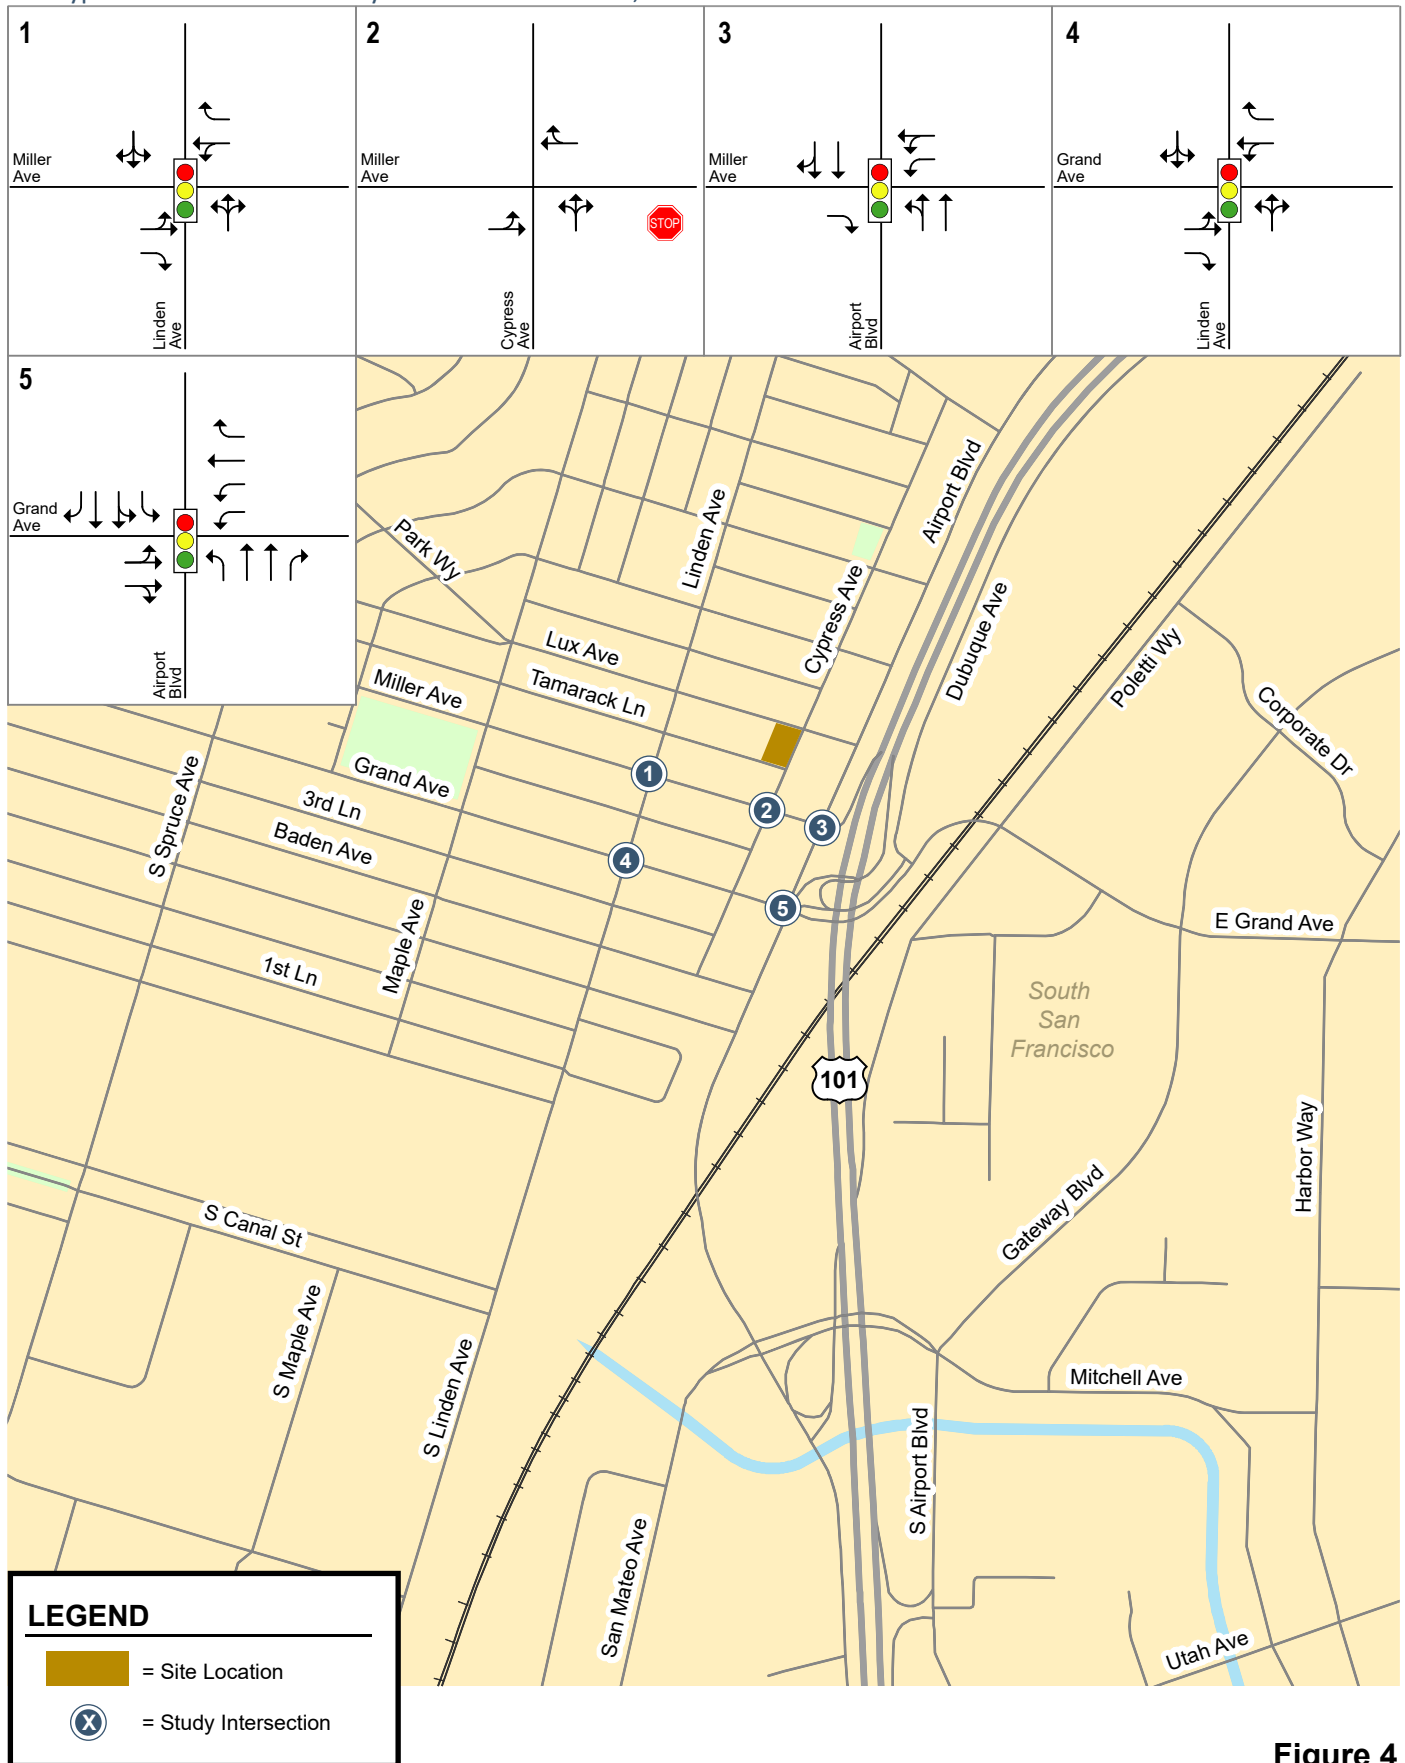 1
Miller
Ave
Linden
Ave
2
Miller
Ave
Cypress
Ave
STOP
3
Miller
Ave
Airport
Blvd
4
Grand
Ave
Linden
Ave
5
Grand
Ave
Airport
Blvd
Park Wy
Linden Ave
Airport Blvd
Cypress Ave
Dubuque Ave
Poletti Wy
Corporate Dr
Lux Ave
Tamarack Ln
Miller Ave
Grand Ave
3rd Ln
Baden Ave
S Spruce Ave
Maple Ave
1st Ln
1
2
3
4
5
E Grand Ave
South
San
Francisco
101
Harbor Way
Gateway Blvd
S Canal St
S Maple Ave
S Linden Ave
Mitchell Ave
S Airport Blvd
San Mateo Ave
Utah Ave
LEGEND
= Site Location
X = Study Intersection
Figure 4